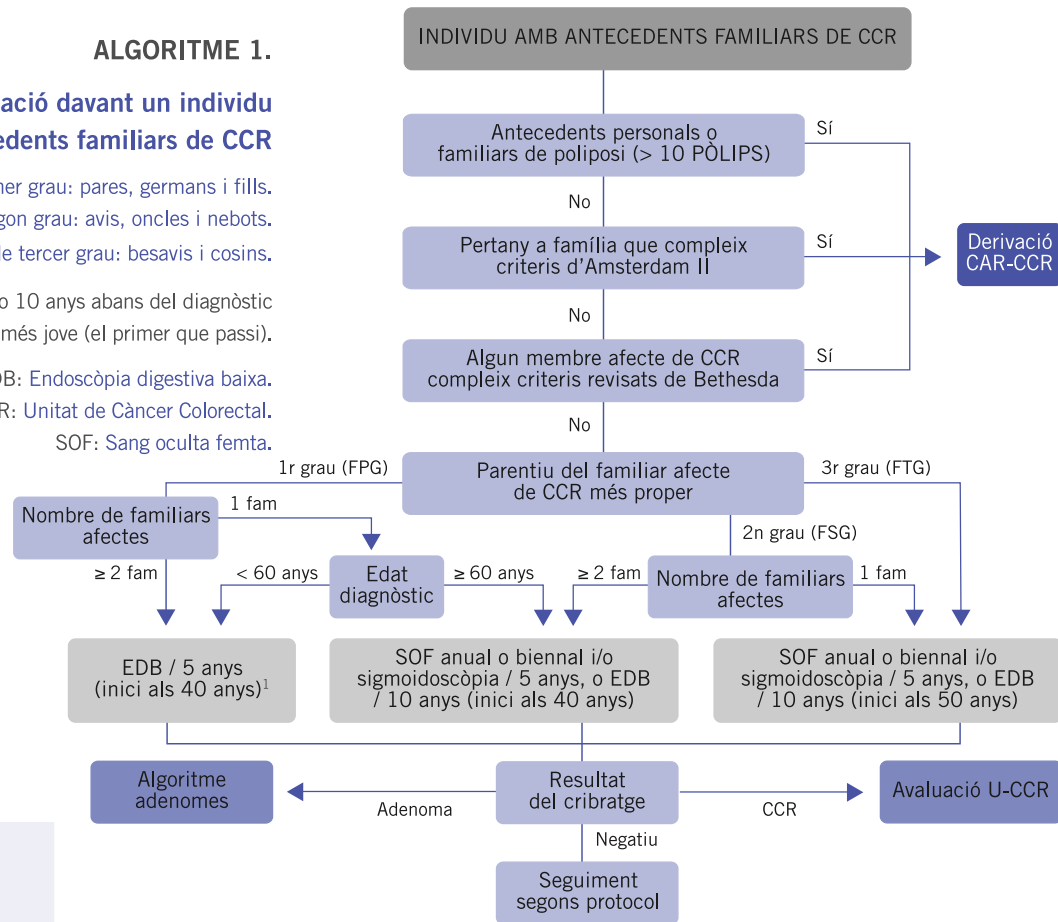 ALGORITME 1.
ació davant un individu
edents familiars de CCR
ner grau: pares, germans i fills.
gon grau: avis, oncles i nebots.
le tercer grau: besavis i cosins.
o 10 anys abans del diagnòstic
més jove (el primer que passi).
DB: Endoscòpia digestiva baixa.
R: Unitat de Càncer Colorectal.
SOF: Sang oculta femta.
INDIVIDU AMB ANTECEDENTS FAMILIARS DE CCR
Antecedents personals o
familiars de poliposi (> 10 PÒLIPS)
Sí
No
Pertany a família que compleix
criteris d'Amsterdam II
Sí
Derivació
CAR-CCR
No
Algun membre afecte de CCR
compleix criteris revisats de Bethesda
Sí
No
Parentiu del familiar afecte
de CCR més proper
1r grau (FPG)
3r grau (FTG)
2n grau (FSG)
Nombre de familiars
afectes
1 fam
≥ 2 fam
< 60 anys
Edat
diagnòstic
≥ 60 anys
≥ 2 fam
Nombre de familiars
afectes
1 fam
EDB / 5 anys
(inici als 40 anys)1
SOF anual o biennal i/o
sigmoidoscòpia / 5 anys, o EDB
/ 10 anys (inici als 40 anys)
SOF anual o biennal i/o
sigmoidoscòpia / 5 anys, o EDB
/ 10 anys (inici als 50 anys)
Algoritme
adenomes
Adenoma
Resultat
del cribratge
CCR
Avaluació U-CCR
Negatiu
Seguiment
segons protocol